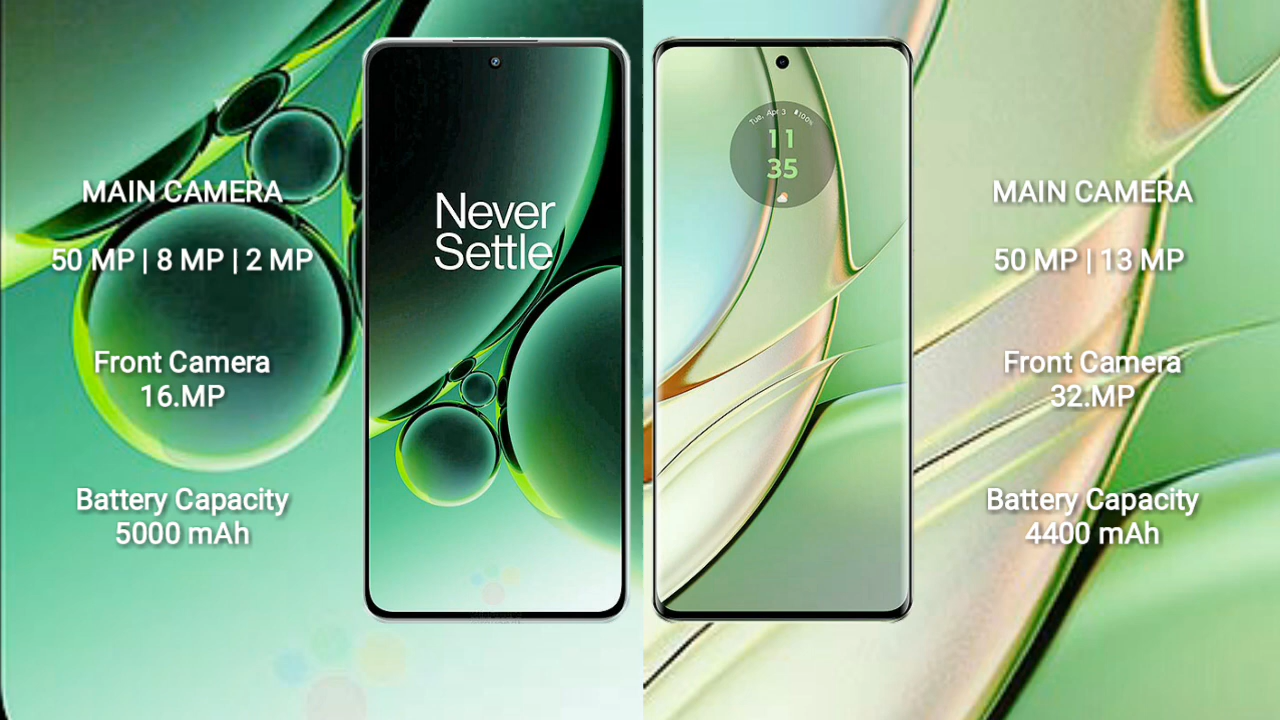 MAIN CAMERA
50 MP | 8 MP | 2 MP
Front Camera
16.MP
Battery Capacity
5000 mAh
Never
Settle
Tue, Apr 3 100%
11
35
MAIN CAMERA
50 MP | 13 MP
Front Camera
32.MP
Battery Capacity
4400 mAh